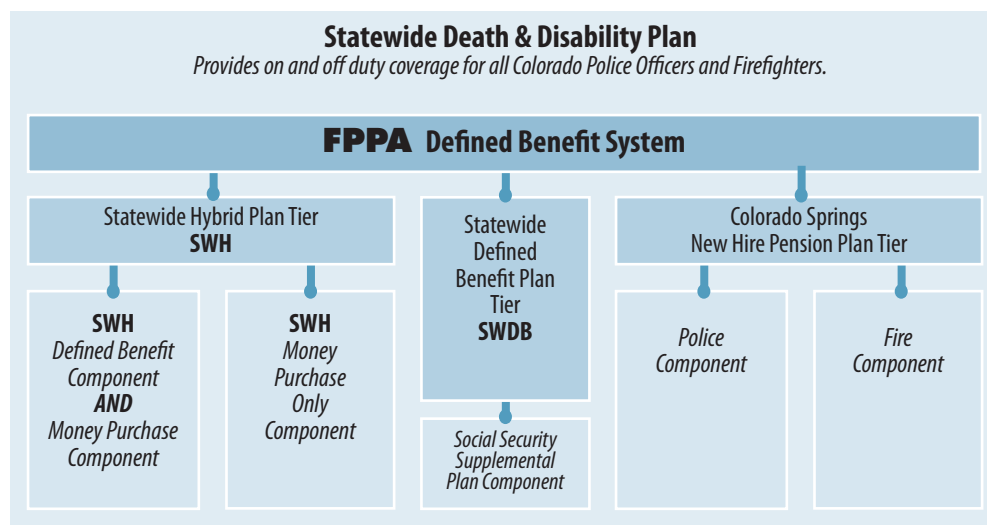 Statewide Death & Disability Plan
Provides on and off duty coverage for all Colorado Police Officers and Firefighters.
FPPA Defined Benefit System
Statewide Hybrid Plan Tier
SWH
SWH
Defined Benefit
Component
AND
Money Purchase
Component
SWH
Money
Purchase
Only
Component
Statewide
Defined
Benefit Plan
Tier
SWDB
Social Security
Supplemental
Plan Component
Colorado Springs
New Hire Pension Plan Tier
Police
Component
Fire
Component